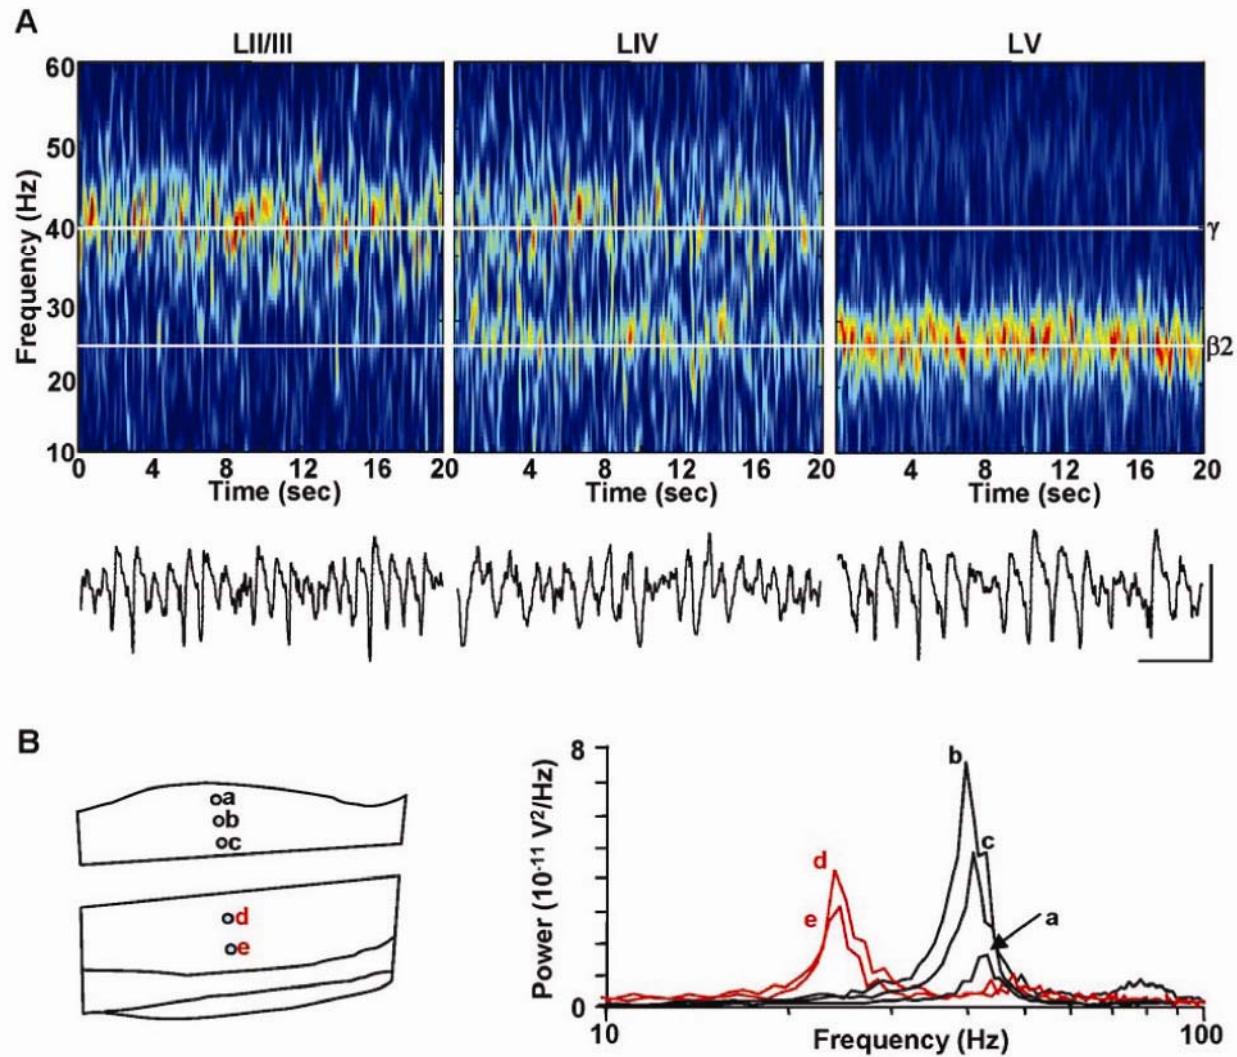 A
LII/III LIV LV
60
50
40
30
20
10
Frequency (Hz)
γ
β2
0 4 8 12 16 20 4 8 12 16 20 4 8 12 16 20
Time (sec) Time (sec) Time (sec)
B
a
b
c
d
e
8
0
Power (10-11 V2/Hz)
b
c
d
e
a
10 100
Frequency (Hz)